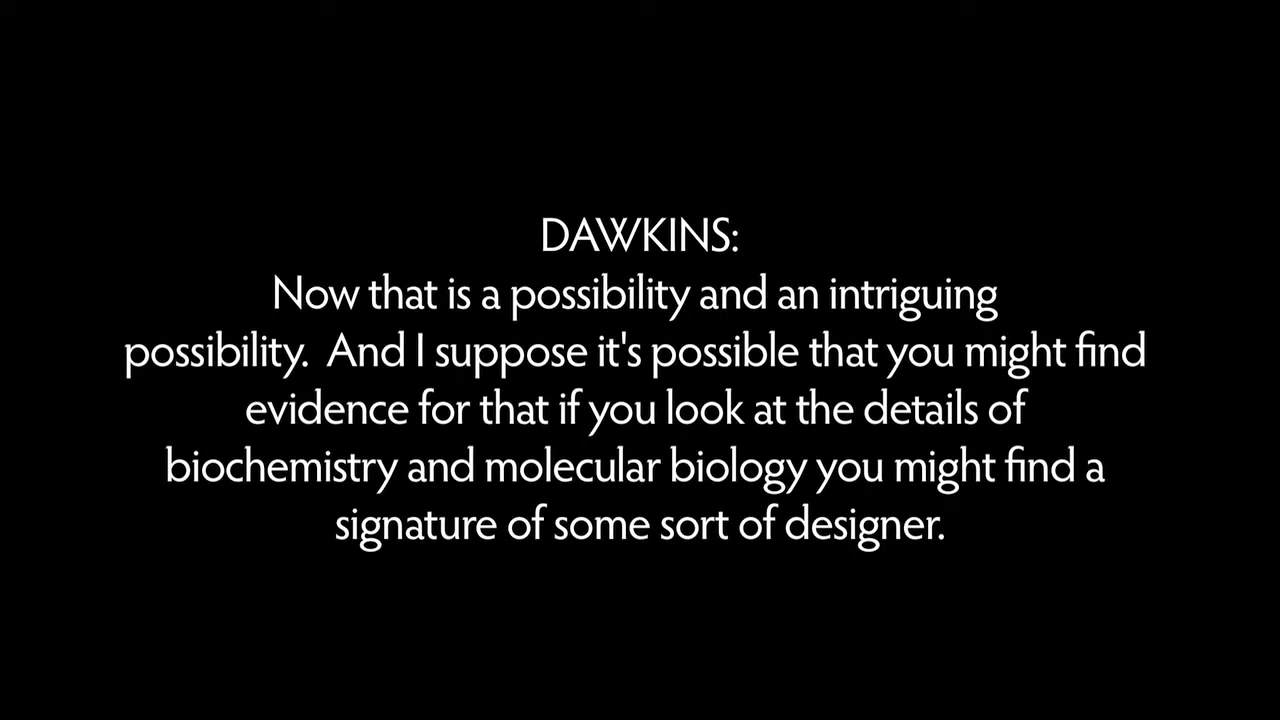 DAWKINS:
Now that is a possibility and an intriguing
possibility.  And I suppose it's possible that you might find
evidence for that if you look at the details of
biochemistry and molecular biology you might find a
signature of some sort of designer.